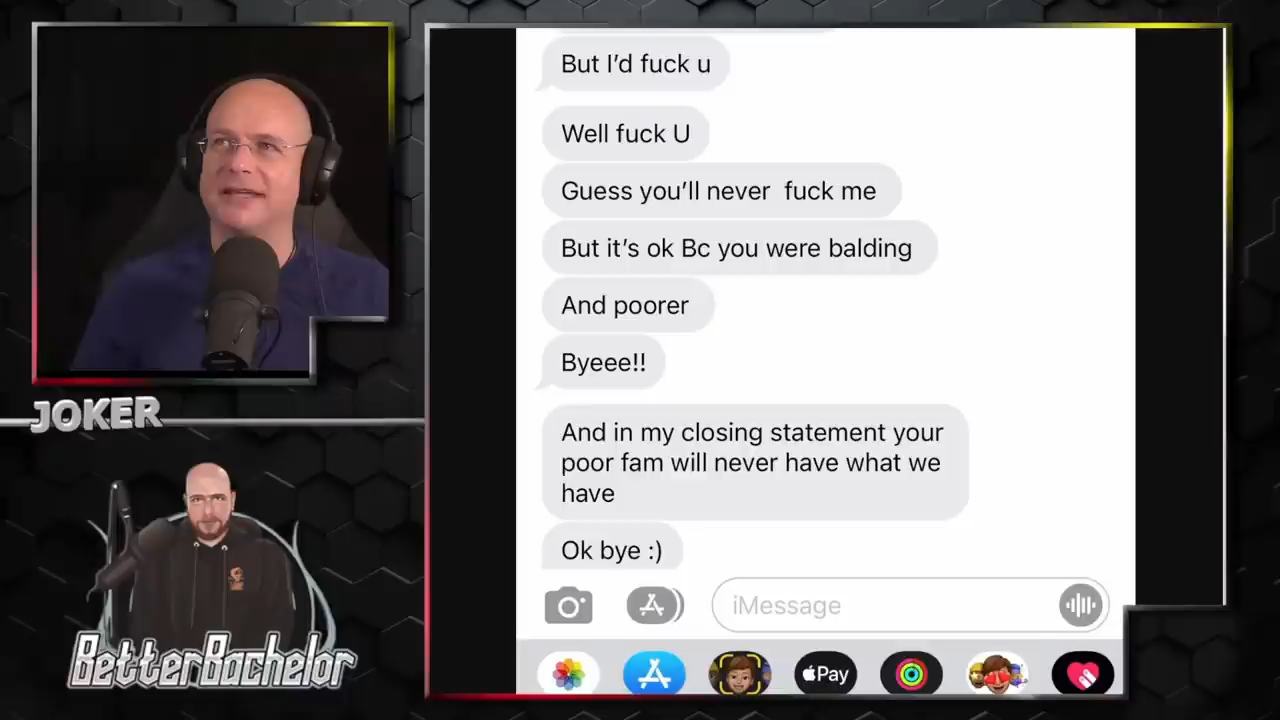 But I’d fuck u
Well fuck U
Guess you’ll never  fuck me
But it’s ok Bc you were balding
And poorer
Byeee!!
And in my closing statement your
poor fam will never have what we
have
Ok bye :)
iMessage
Pay
JOKER
BetterBachelor